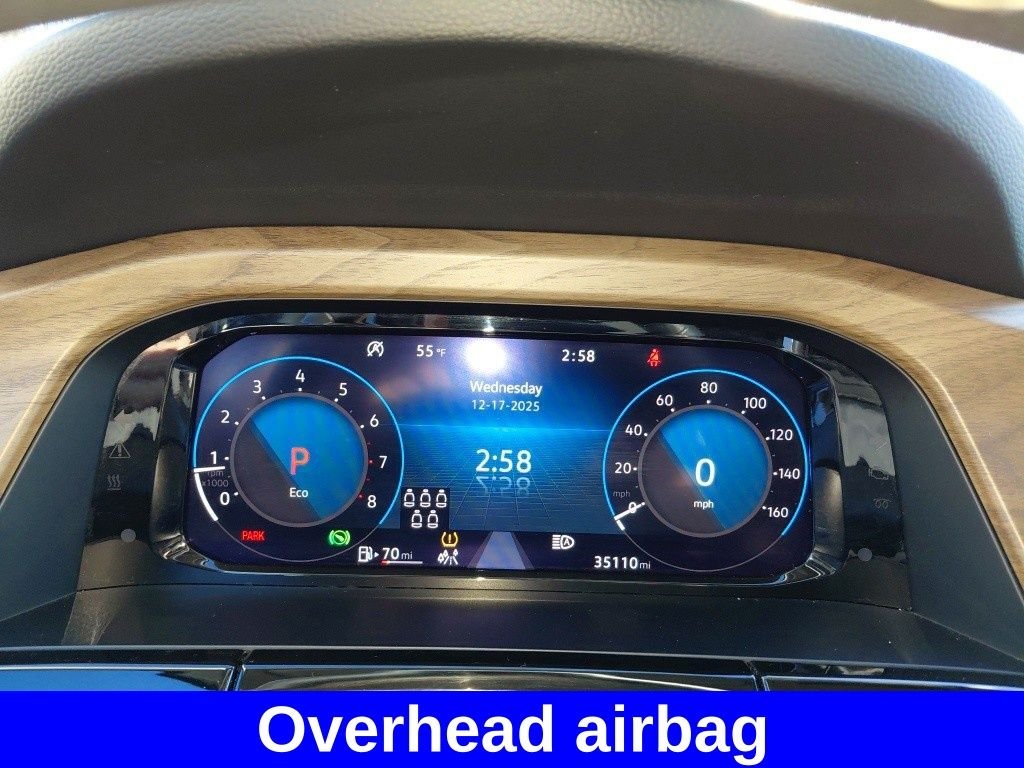 55 °F
2:58
Wednesday
12-17-2025
2:58
0 1 2 3 4 5 6 7 8
rpm
x1000
P
Eco
0 20 40 60 80 100 120 140 160
mph
0
mph
PARK
70 mi
35110 mi
Overhead airbag